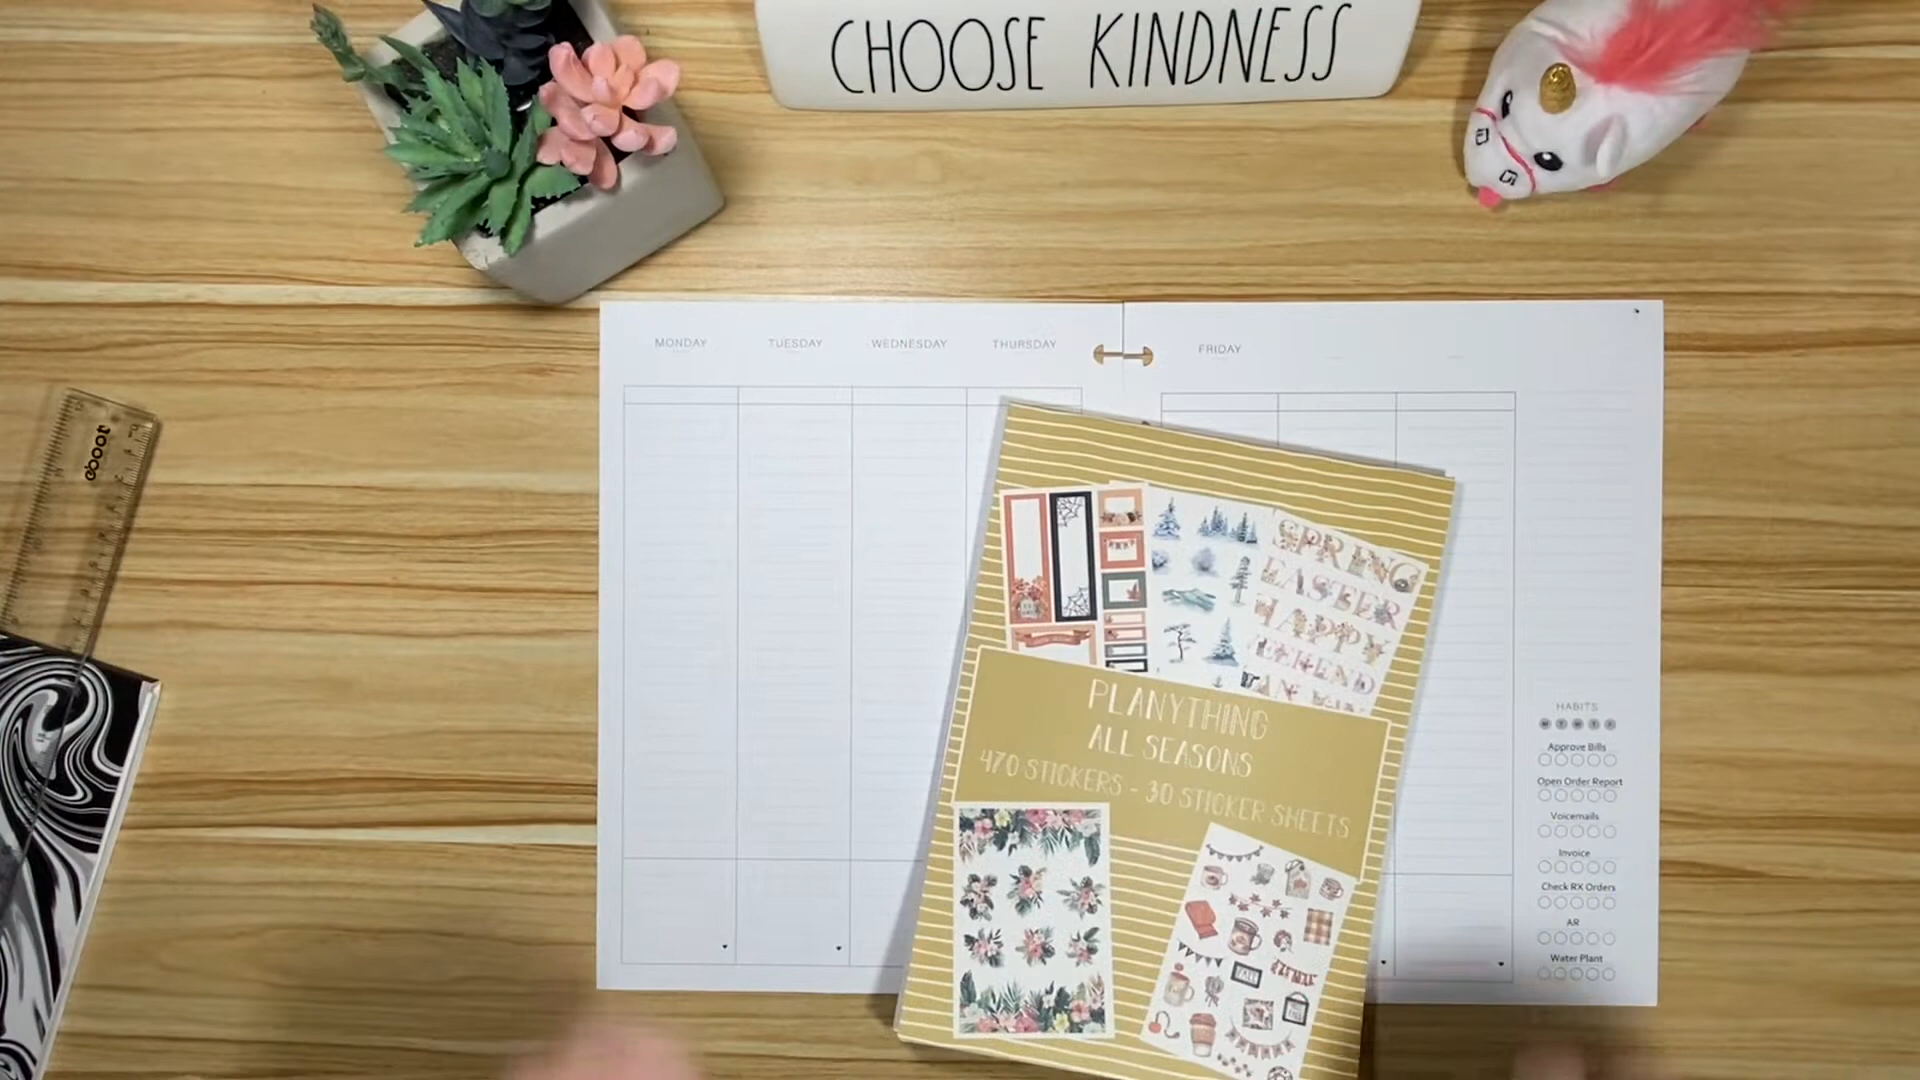 CHOOSE KINDNESS
MONDAY
TUESDAY
WEDNESDAY
THURSDAY
FRIDAY
eboot
SPRING
EASTER
HAPPY
WEEKEND
PLANYTHING
ALL SEASONS
470 STICKERS - 30 STICKER SHEETS
HABITS
M T W T F
Approve Bills
Open Order Report
Voicemails
Invoice
Check RX Orders
AR
Water Plant